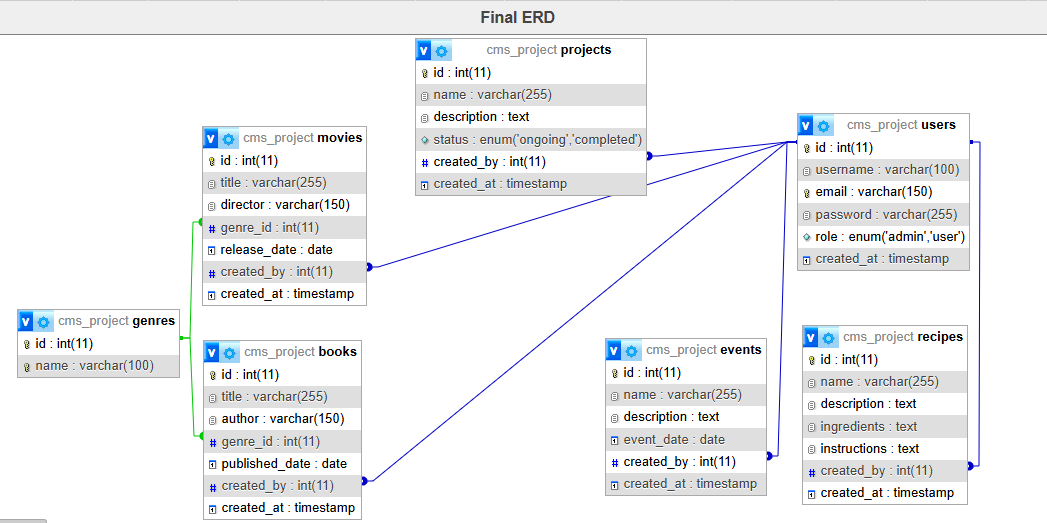 Final ERD
cms_project projects
id : int(11)
name : varchar(255)
description : text
status : enum('ongoing','completed')
created_by : int(11)
created_at : timestamp
cms_project movies
id : int(11)
title : varchar(255)
director : varchar(150)
genre_id : int(11)
release_date : date
created_by : int(11)
created_at : timestamp
cms_project users
id : int(11)
username : varchar(100)
email : varchar(150)
password : varchar(255)
role : enum('admin','user')
created_at : timestamp
cms_project genres
id : int(11)
name : varchar(100)
cms_project books
id : int(11)
title : varchar(255)
author : varchar(150)
genre_id : int(11)
published_date : date
created_by : int(11)
created_at : timestamp
cms_project events
id : int(11)
name : varchar(255)
description : text
event_date : date
created_by : int(11)
created_at : timestamp
cms_project recipes
id : int(11)
name : varchar(255)
description : text
ingredients : text
instructions : text
created_by : int(11)
created_at : timestamp